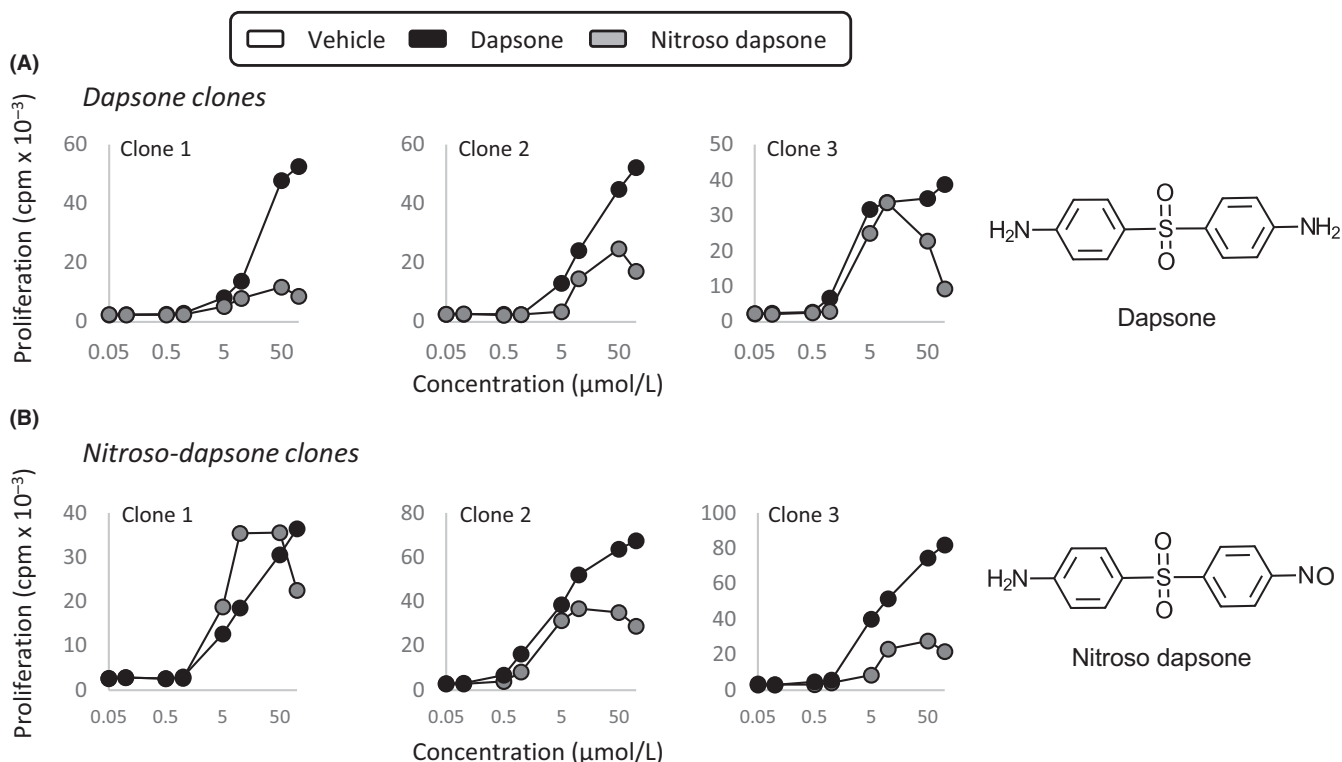 Vehicle Dapsone Nitroso dapsone
(A)
Dapsone clones
Proliferation (cpm x 10⁻³)
Clone 1
60
40
20
0
0.05 0.5 5 50
Clone 2
60
40
20
0
0.05 0.5 5 50
Clone 3
50
40
30
20
10
0
0.05 0.5 5 50
Concentration (µmol/L)
H₂N S O O NH₂
Dapsone
(B)
Nitroso-dapsone clones
Proliferation (cpm x 10⁻³)
Clone 1
40
30
20
10
0
0.05 0.5 5 50
Clone 2
80
60
40
20
0
0.05 0.5 5 50
Clone 3
100
80
60
40
20
0
0.05 0.5 5 50
Concentration (µmol/L)
H₂N S O O NO
Nitroso dapsone